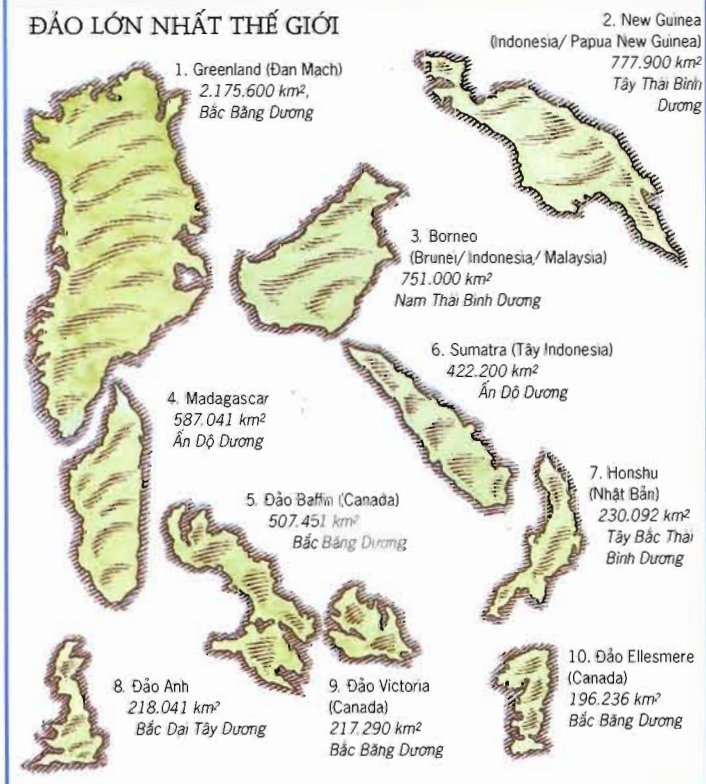 ĐẢO LỚN NHẤT THẾ GIỚI
1. Greenland (Đan Mạch)
2.175.600 km²,
Bắc Băng Dương
2. New Guinea
(Indonesia/ Papua New Guinea)
777.900 km²
Tây Thái Bình
Dương
3. Borneo
(Brunei/ Indonesia/ Malaysia)
751.000 km²
Nam Thái Bình Dương
4. Madagascar
587.041 km²
Ấn Dộ Dương
5. Đảo Baffin (Canada)
507.451 km²
Bắc Băng Dương
6. Sumatra (Tây Indonesia)
422.200 km²
Ấn Dô Dương
7. Honshu
(Nhật Bản)
230.092 km²
Tây Bắc Thái
Bình Dương
8. Đảo Anh
218.041 km²
Bắc Dai Tây Dương
9. Đảo Victoria
(Canada)
217.290 km²
Bắc Băng Dương
10. Đảo Ellesmere
(Canada)
196.236 km²
Bắc Băng Dương